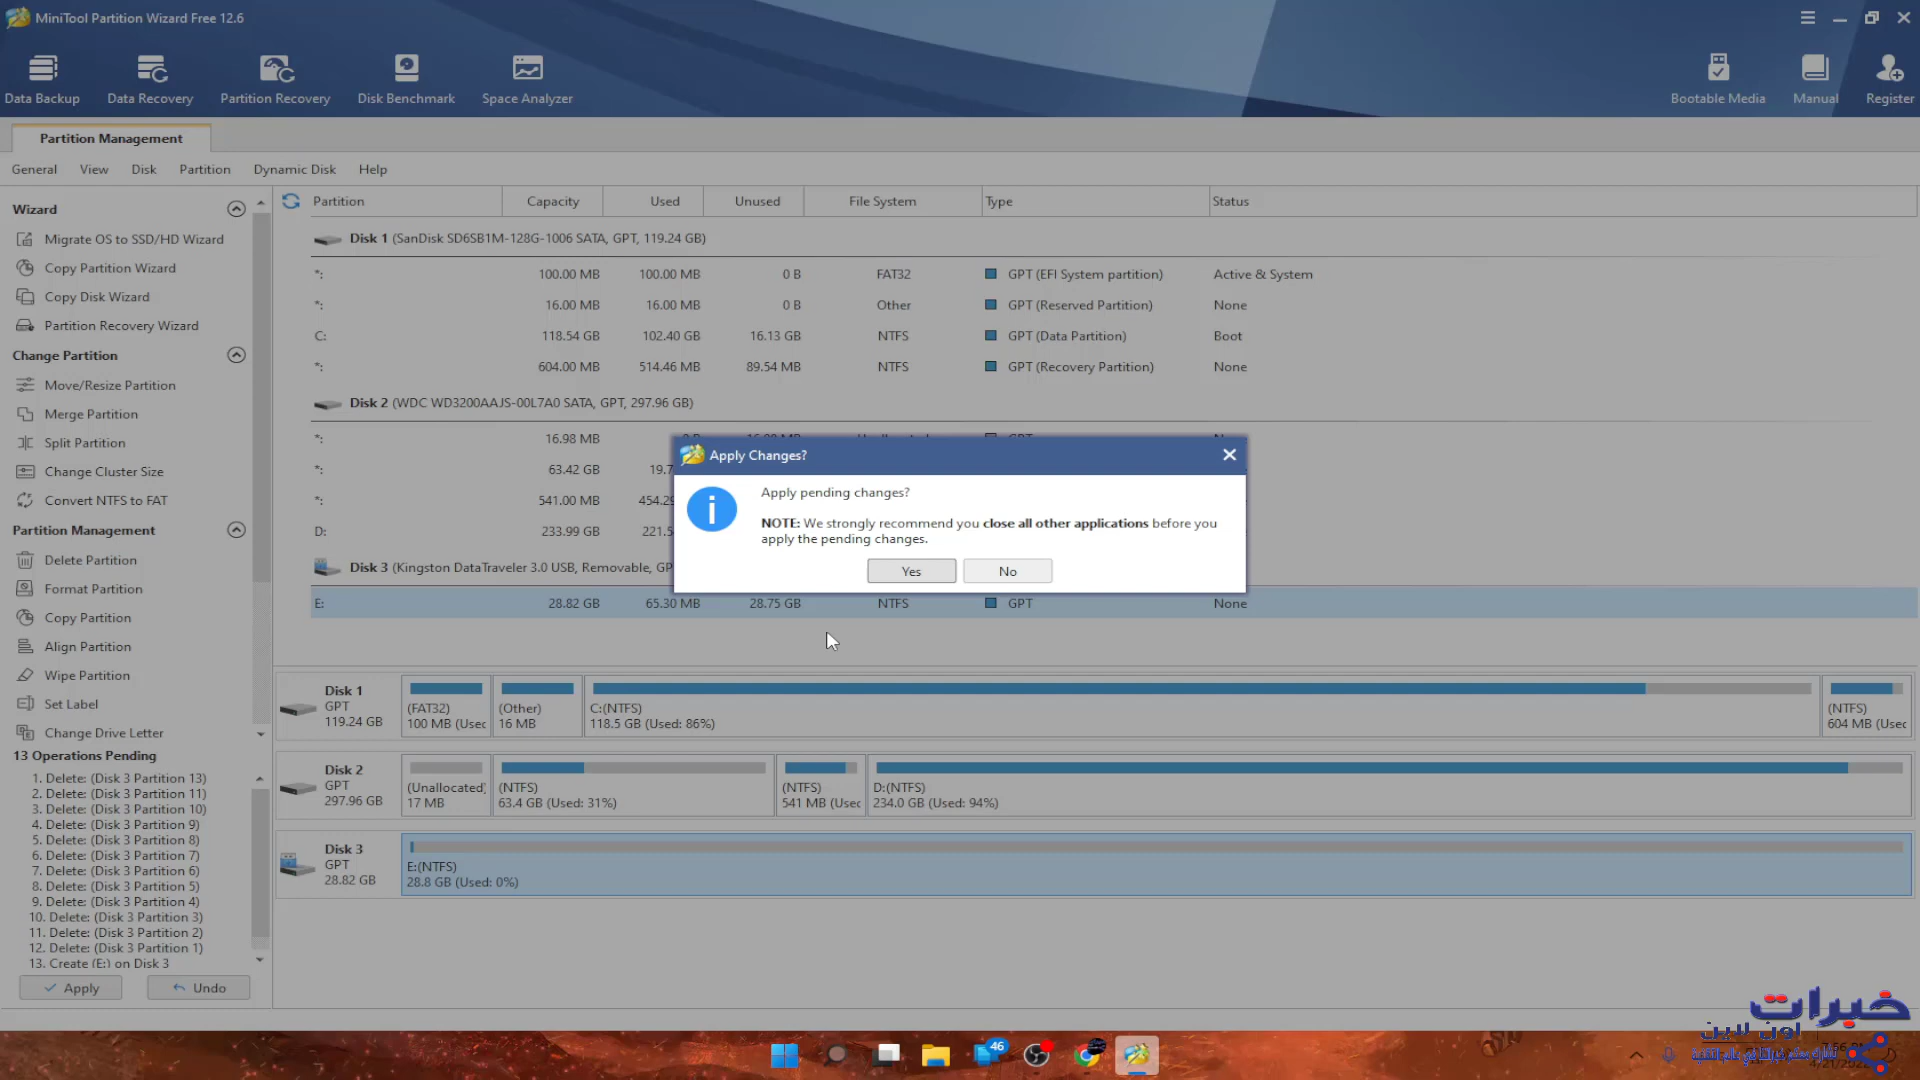 MiniTool Partition Wizard Free 12.6
Data Backup
Data Recovery
Partition Recovery
Disk Benchmark
Space Analyzer
Bootable Media
Manual
Register
Partition Management
General View Disk Partition Dynamic Disk Help
Wizard
Migrate OS to SSD/HD Wizard
Copy Partition Wizard
Copy Disk Wizard
Partition Recovery Wizard
Change Partition
Move/Resize Partition
Merge Partition
Split Partition
Change Cluster Size
Convert NTFS to FAT
Partition Management
Delete Partition
Format Partition
Copy Partition
Align Partition
Wipe Partition
Set Label
Change Drive Letter
13 Operations Pending
1. Delete: (Disk 3 Partition 13)
2. Delete: (Disk 3 Partition 11)
3. Delete: (Disk 3 Partition 10)
4. Delete: (Disk 3 Partition 9)
5. Delete: (Disk 3 Partition 8)
6. Delete: (Disk 3 Partition 7)
7. Delete: (Disk 3 Partition 6)
8. Delete: (Disk 3 Partition 5)
9. Delete: (Disk 3 Partition 4)
10. Delete: (Disk 3 Partition 3)
11. Delete: (Disk 3 Partition 2)
12. Delete: (Disk 3 Partition 1)
13. Create (E:) on Disk 3
Apply
Undo
Partition Capacity Used Unused File System Type Status
Disk 1 (SanDisk SD6SB1M-128G-1006 SATA, GPT, 119.24 GB)
*: 100.00 MB 100.00 MB 0 B FAT32 GPT (EFI System partition) Active & System
*: 16.00 MB 16.00 MB 0 B Other GPT (Reserved Partition) None
C: 118.54 GB 102.40 GB 16.13 GB NTFS GPT (Data Partition) Boot
*: 604.00 MB 514.46 MB 89.54 MB NTFS GPT (Recovery Partition) None
Disk 2 (WDC WD3200AAJS-00L7A0 SATA, GPT, 297.96 GB)
*: 16.98 MB
*: 63.42 GB 19.7
*: 541.00 MB 454.29
D: 233.99 GB 221.5
Disk 3 (Kingston DataTraveler 3.0 USB, Removable, GP
E: 28.82 GB 65.30 MB 28.75 GB NTFS GPT None
Apply Changes?
Apply pending changes?
NOTE: We strongly recommend you close all other applications before you
apply the pending changes.
Yes
No
Disk 1
GPT
119.24 GB
(FAT32)
100 MB (Usec
(Other)
16 MB
C:(NTFS)
118.5 GB (Used: 86%)
(NTFS)
604 MB (Usec
Disk 2
GPT
297.96 GB
(Unallocated)
17 MB
(NTFS)
63.4 GB (Used: 31%)
(NTFS)
541 MB (Usec
D:(NTFS)
234.0 GB (Used: 94%)
Disk 3
GPT
28.82 GB
E:(NTFS)
28.8 GB (Used: 0%)
46
خبرات
اون لاين